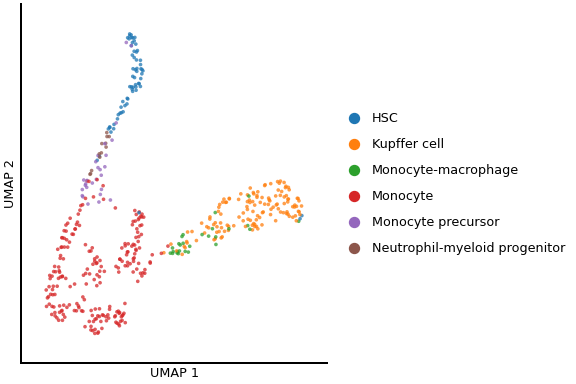 HSC
Kupffer cell
Monocyte-macrophage
Monocyte
Monocyte precursor
Neutrophil-myeloid progenitor
UMAP 2
UMAP 1